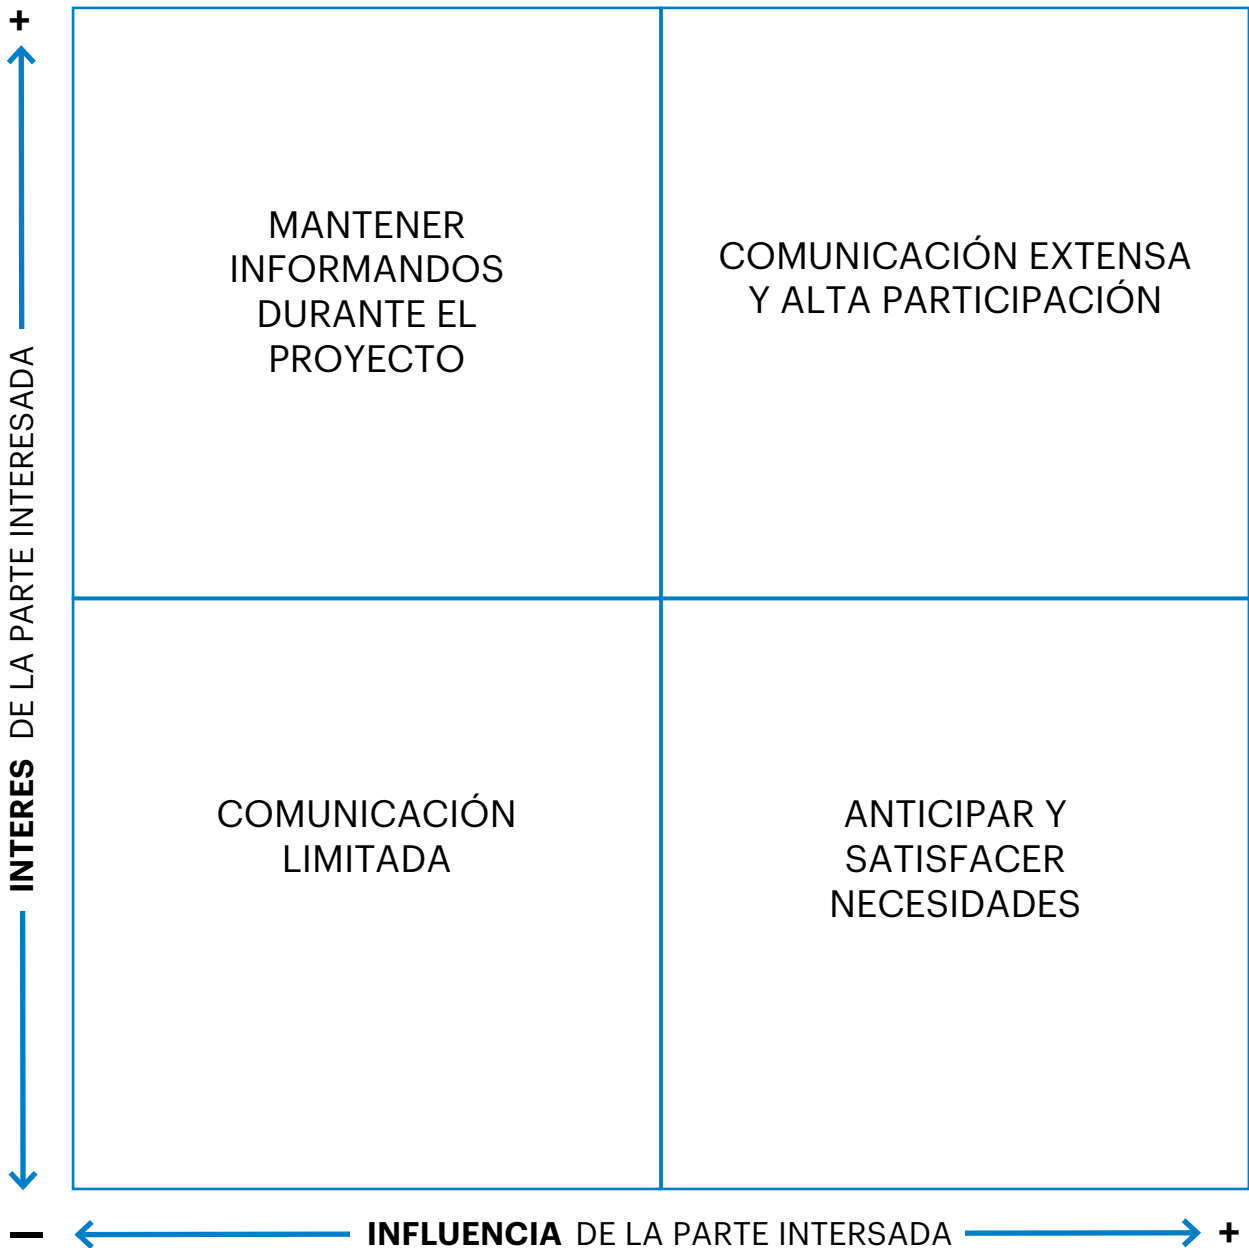 +
MANTENER
INFORMANDOS
DURANTE EL
PROYECTO
COMUNICACIÓN EXTENSA
Y ALTA PARTICIPACIÓN
INTERES DE LA PARTE INTERESADA
COMUNICACIÓN
LIMITADA
ANTICIPAR Y
SATISFACER
NECESIDADES
—
INFLUENCIA DE LA PARTE INTERSADA
+